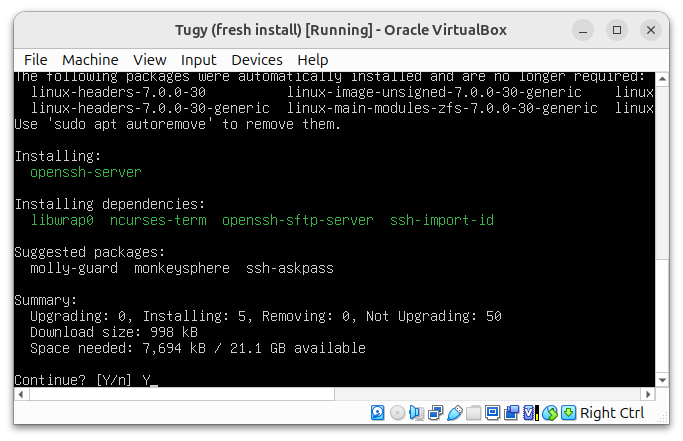 Tugy (fresh install) [Running] - Oracle VirtualBox
File Machine View Input Devices Help
The following packages were automatically installed and are no longer required:
linux-headers-7.0.0-30 linux-image-unsigned-7.0.0-30-generic linux
linux-headers-7.0.0-30-generic linux-main-modules-zfs-7.0.0-30-generic linux
Use 'sudo apt autoremove' to remove them.
Installing:
openssh-server
Installing dependencies:
libwrap0 ncurses-term openssh-sftp-server ssh-import-id
Suggested packages:
molly-guard monkeysphere ssh-askpass
Summary:
Upgrading: 0, Installing: 5, Removing: 0, Not Upgrading: 50
Download size: 998 kB
Space needed: 7,694 kB / 21.1 GB available
Continue? [Y/n] Y_
Right Ctrl